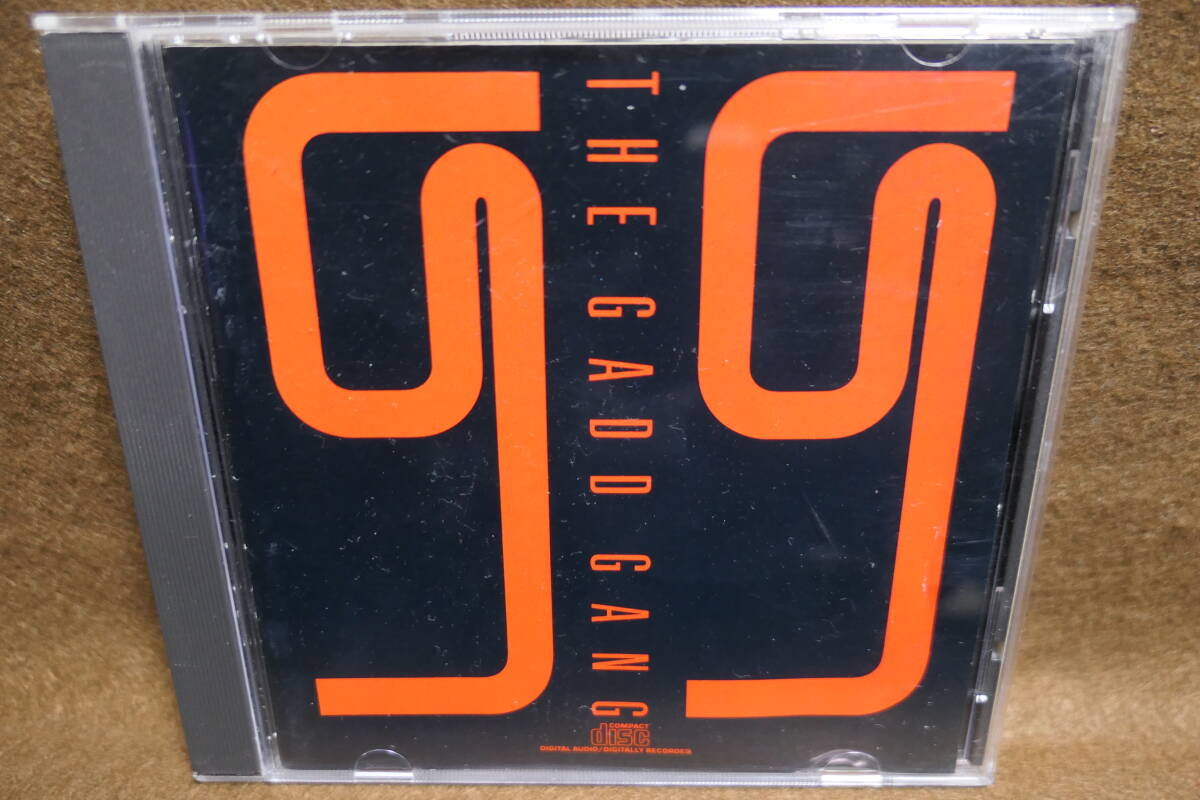 THE GADD GANG
COMPACT
disc
DIGITAL AUDIO/DIGITALLY RECORDED